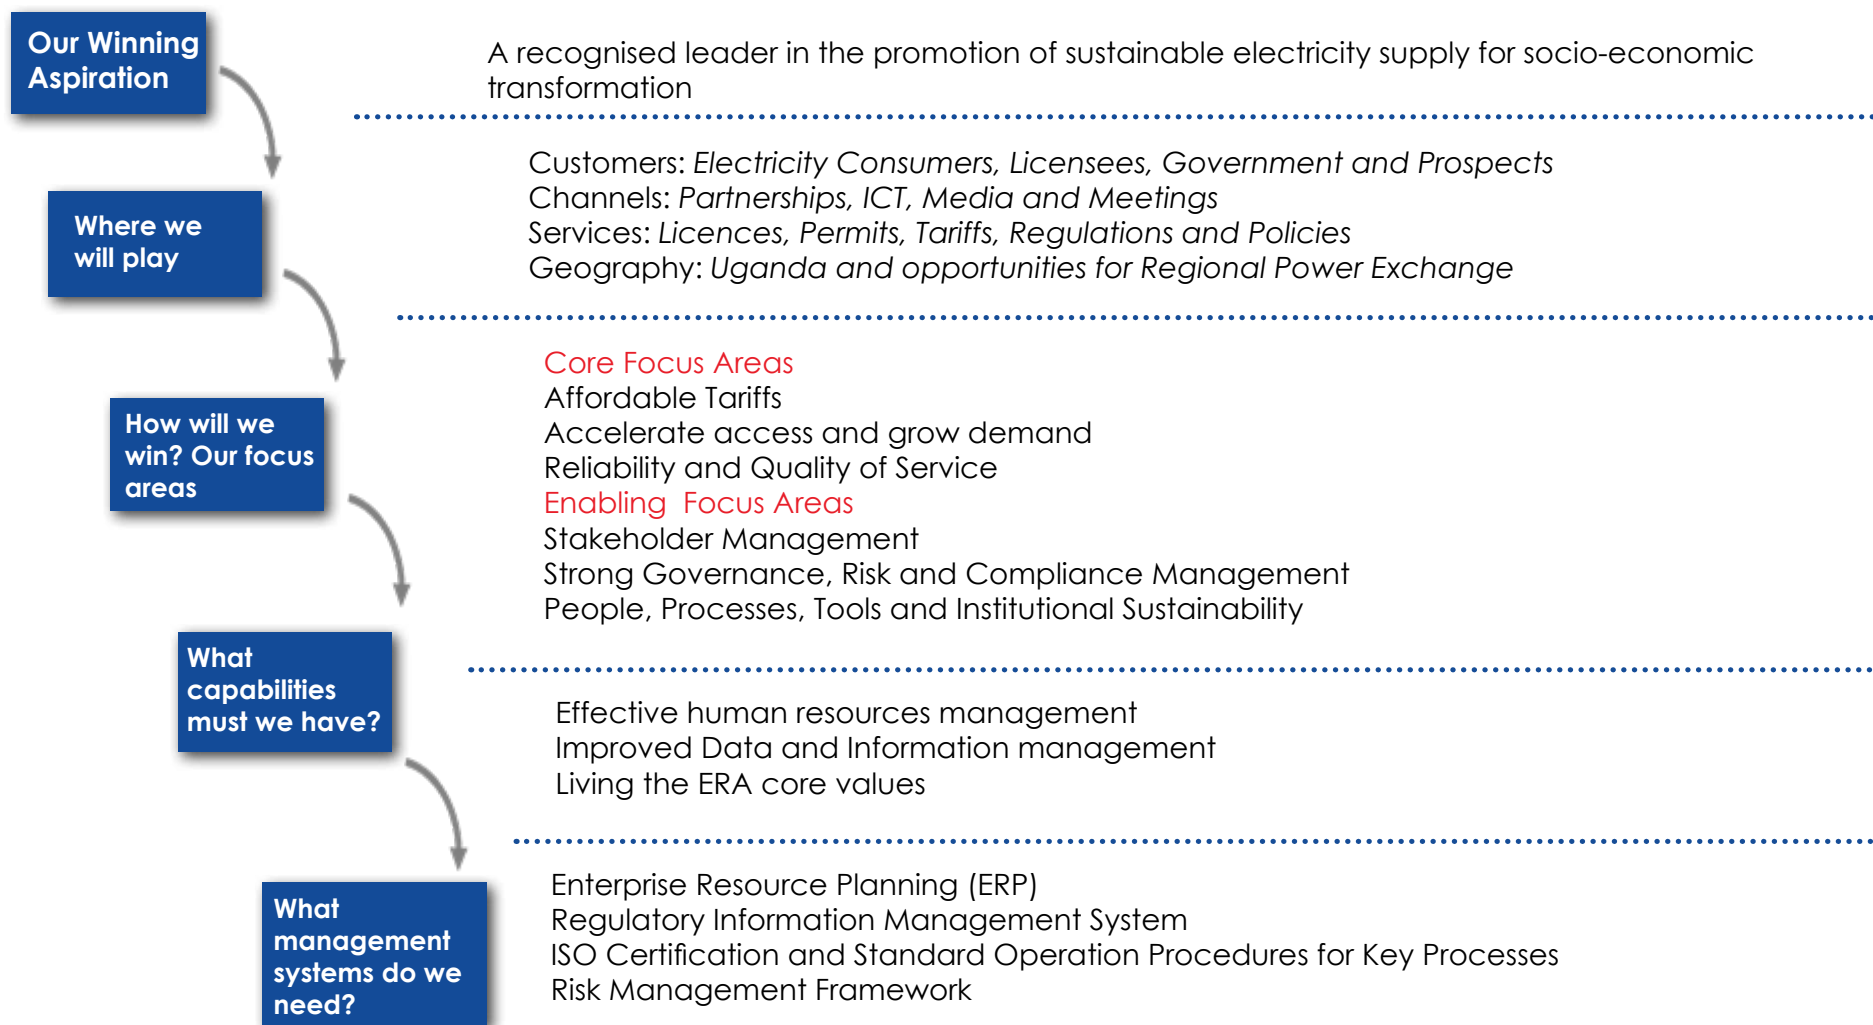 Our Winning
Aspiration
A recognised leader in the promotion of sustainable electricity supply for socio-economic
transformation
Where we
will play
Customers: Electricity Consumers, Licensees, Government and Prospects
Channels: Partnerships, ICT, Media and Meetings
Services: Licences, Permits, Tariffs, Regulations and Policies
Geography: Uganda and opportunities for Regional Power Exchange
How will we
win? Our focus
areas
Core Focus Areas
Affordable Tariffs
Accelerate access and grow demand
Reliability and Quality of Service
Enabling Focus Areas
Stakeholder Management
Strong Governance, Risk and Compliance Management
People, Processes, Tools and Institutional Sustainability
What
capabilities
must we have?
Effective human resources management
Improved Data and Information management
Living the ERA core values
What
management
systems do we
need?
Enterprise Resource Planning (ERP)
Regulatory Information Management System
ISO Certification and Standard Operation Procedures for Key Processes
Risk Management Framework